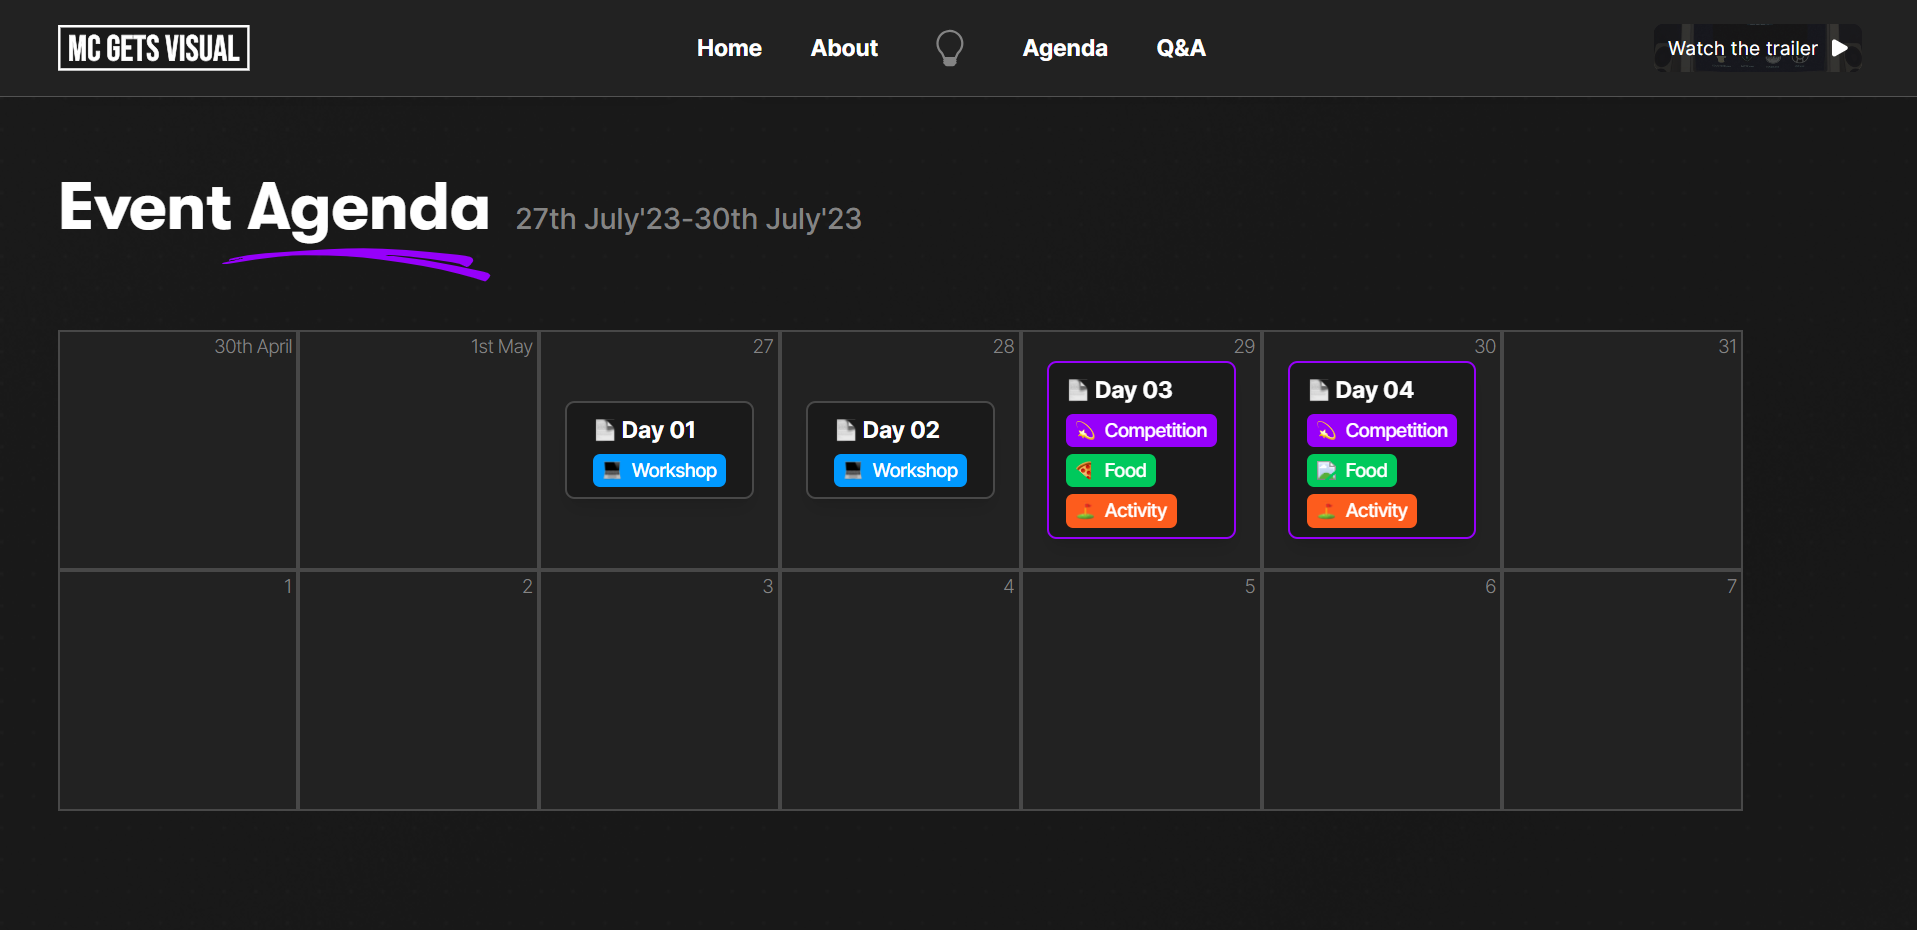 MC GETS VISUAL
Home About Agenda Q&A
Watch the trailer
Event Agenda 27th July'23-30th July'23
30th April 1st May 27 28 29 30 31
Day 01
Workshop
Day 02
Workshop
Day 03
Competition
Food
Activity
Day 04
Competition
Food
Activity
1 2 3 4 5 6 7